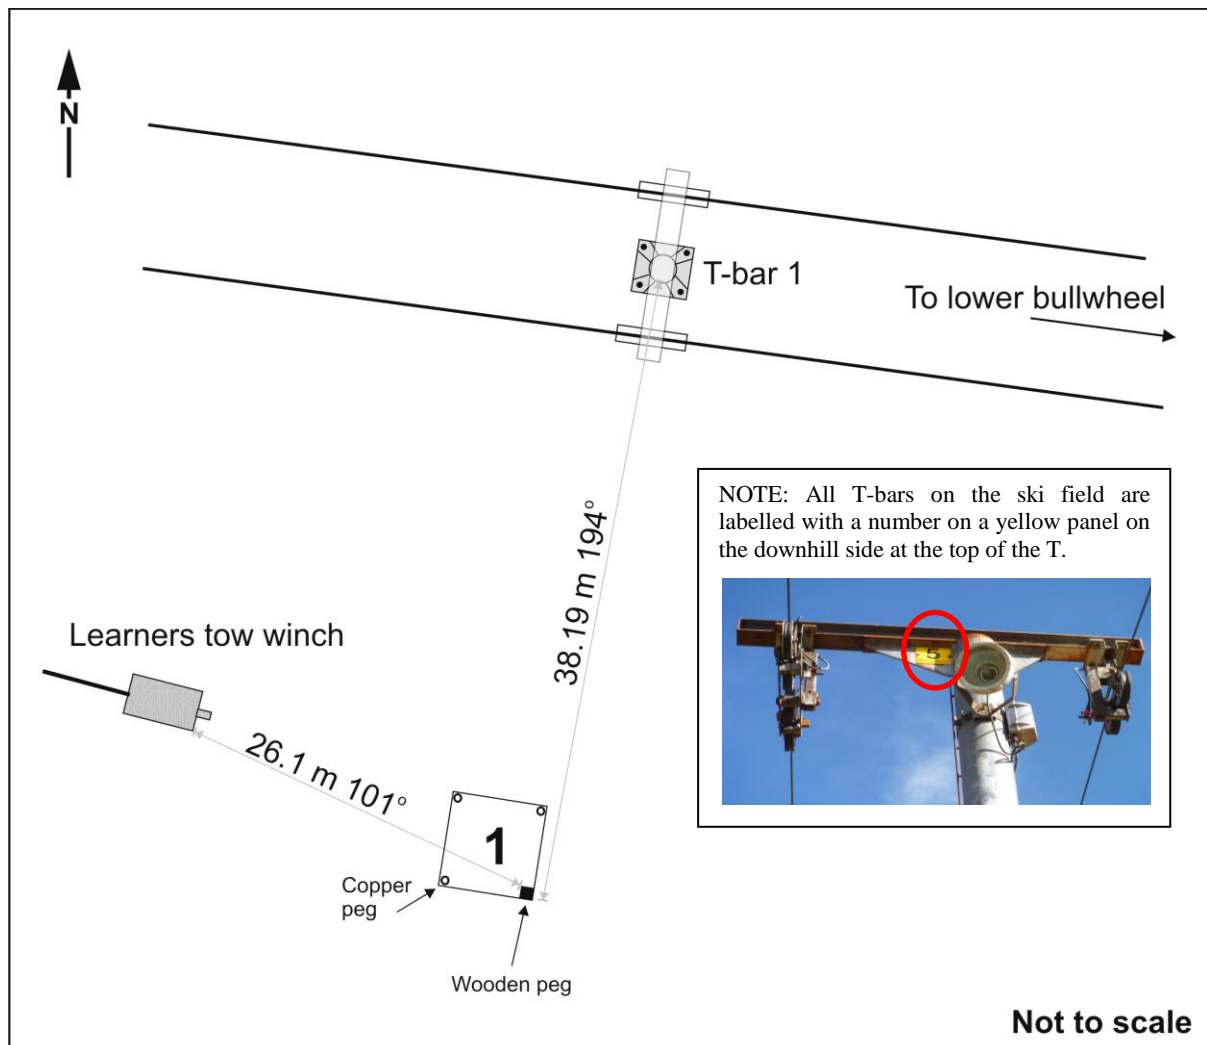 N
T-bar 1
To lower bullwheel
NOTE: All T-bars on the ski field are
labelled with a number on a yellow panel on
the downhill side at the top of the T.
5
38.19 m 194°
Learners tow winch
26.1 m 101°
1
Copper
peg
Wooden peg
Not to scale